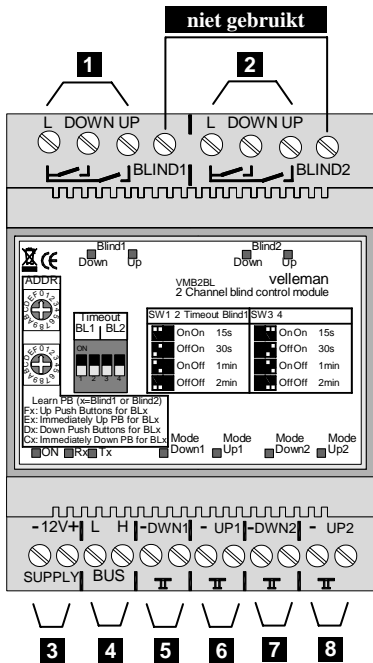 niet gebruikt
1
2
L DOWN UP
L DOWN UP
BLIND1
BLIND2
Blind1
Down Up
Blind2
Down Up
ADDR
VMB2BL
velleman
2 Channel blind control module
Timeout
BL1 BL2
ON
1 2 3 4
SW1 2 Timeout Blind1
SW3 4
OnOn 15s
OnOn 15s
OffOn 30s
OffOn 30s
OnOff 1min
OnOff 1min
OffOff 2min
OffOff 2min
Learn PB (x=Blind1 or Blind2)
Fx: Up Push Buttons for BLx
Ex: Immediately Up PB for BLx
Dx: Down Push Buttons for BLx
Cx: Immediately Down PB for BLx
ON Rx Tx
Mode
Down1
Mode
Up1
Mode
Down2
Mode
Up2
- 12V+ L H -DWN1 - UP1 -DWN2 - UP2
SUPPLY BUS
3 4 5 6 7 8